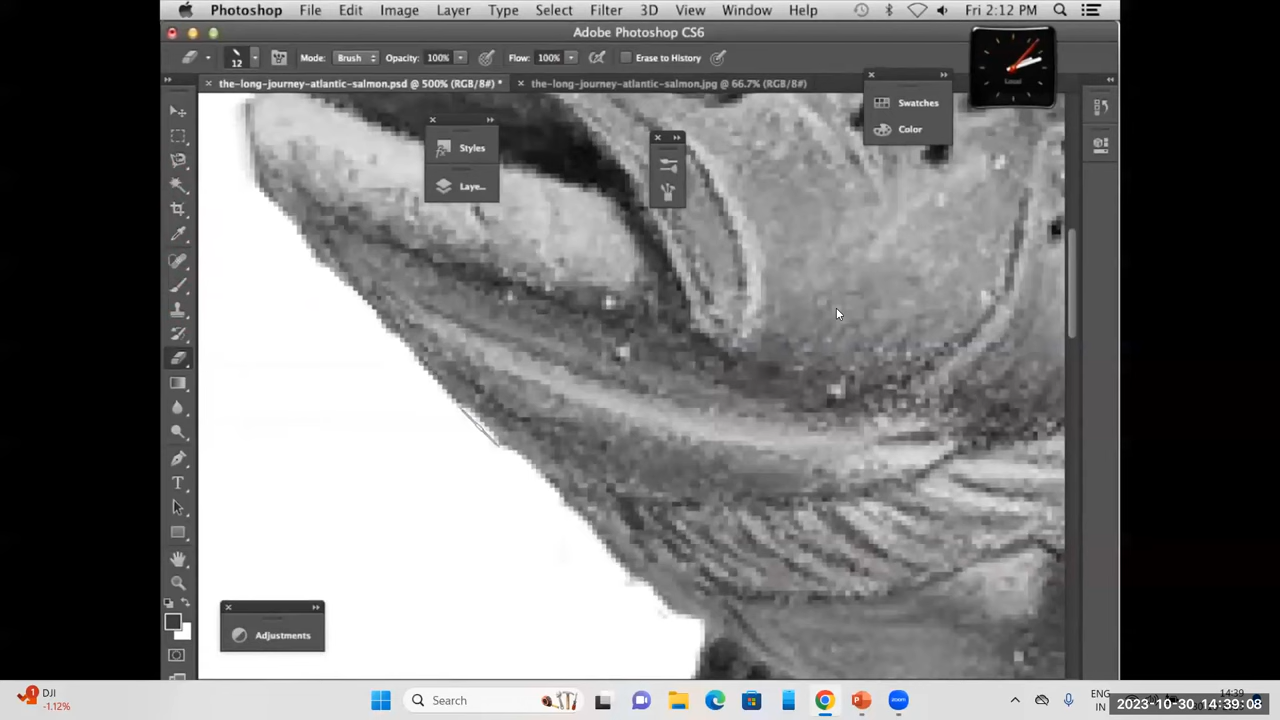 Photoshop File Edit Image Layer Type Select Filter 3D View Window Help Fri 2:12 PM
Adobe Photoshop CS6
12 Mode: Brush Opacity: 100% Flow: 100% Erase to History
the-long-journey-atlantic-salmon.psd @ 500% (RGB/8#) * the-long-journey-atlantic-salmon.jpg @ 66.7% (RGB/8#)
Swatches
Color
Styles
Laye...
Adjustments
1 DJI
-1.12%
Search
ENG
IN
14:39
2023-10-30 14:39:08